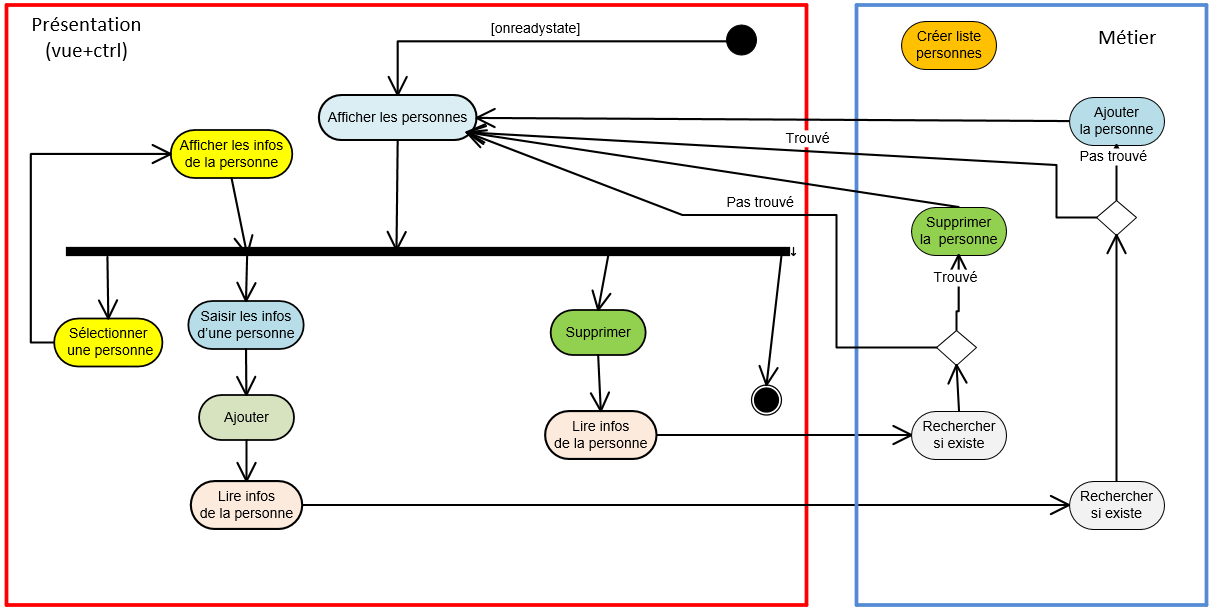 Présentation
(vue+ctrl)
[onreadystate]
Créer liste
personnes
Métier
Afficher les personnes
Ajouter
la personne
Afficher les infos
de la personne
Trouvé
Pas trouvé
Pas trouvé
Supprimer
la  personne
Trouvé
Saisir les infos
d'une personne
Sélectionner
une personne
Supprimer
Ajouter
Lire infos
de la personne
Rechercher
si existe
Lire infos
de la personne
Rechercher
si existe